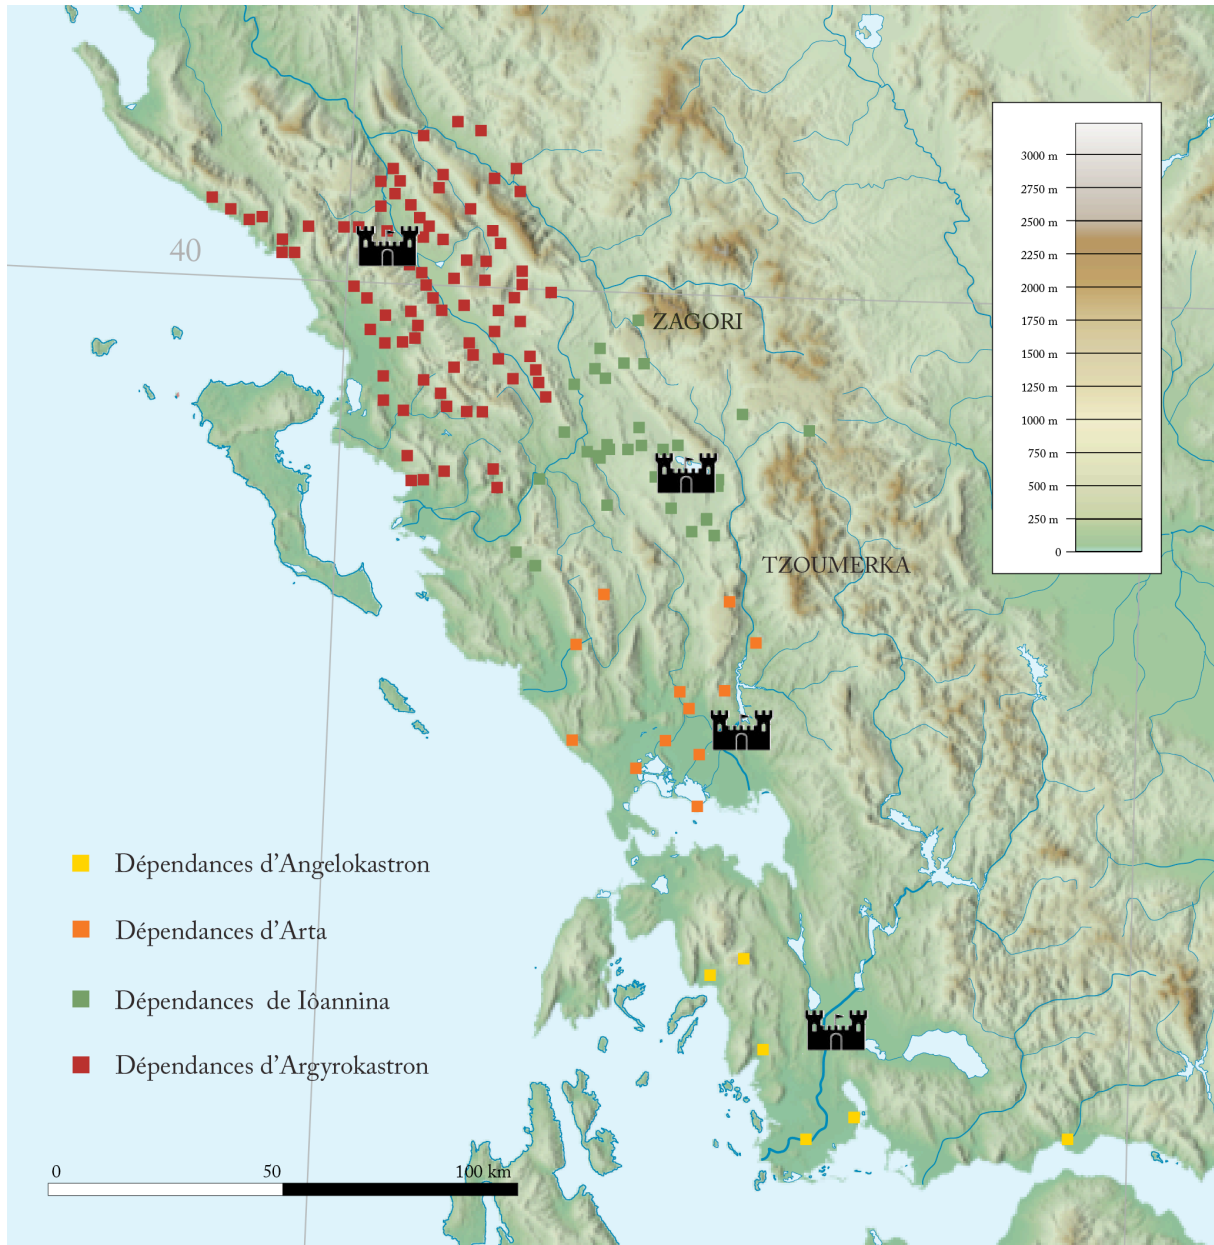 40
ZAGORI
TZOUMERKA
3000 m
2750 m
2500 m
2250 m
2000 m
1750 m
1500 m
1250 m
1000 m
750 m
500 m
250 m
0
Dépendances d’Angelokastron
Dépendances d’Arta
Dépendances de Iôannina
Dépendances d’Argyrokastron
0 50 100 km